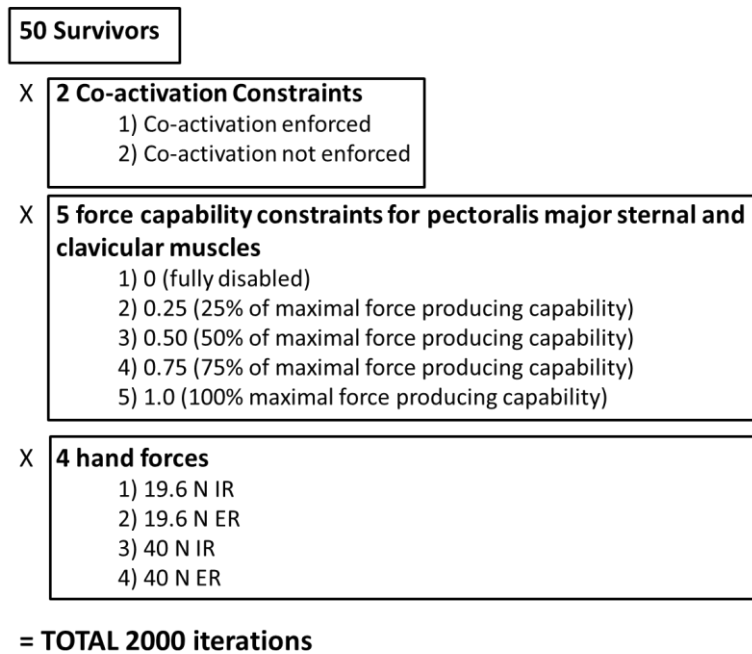 50 Survivors
X 2 Co-activation Constraints
1) Co-activation enforced
2) Co-activation not enforced
X 5 force capability constraints for pectoralis major sternal and
clavicular muscles
1) 0 (fully disabled)
2) 0.25 (25% of maximal force producing capability)
3) 0.50 (50% of maximal force producing capability)
4) 0.75 (75% of maximal force producing capability)
5) 1.0 (100% maximal force producing capability)
X 4 hand forces
1) 19.6 N IR
2) 19.6 N ER
3) 40 N IR
4) 40 N ER
= TOTAL 2000 iterations